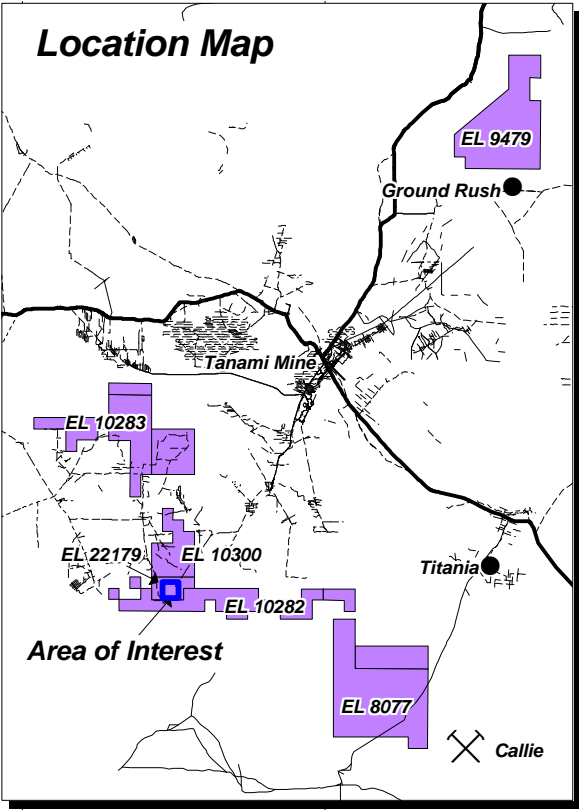 Location Map
EL 9479
Ground Rush
Tanami Mine
EL 10283
EL 22179
EL 10300
Titania
EL 10282
Area of Interest
EL 8077
Callie